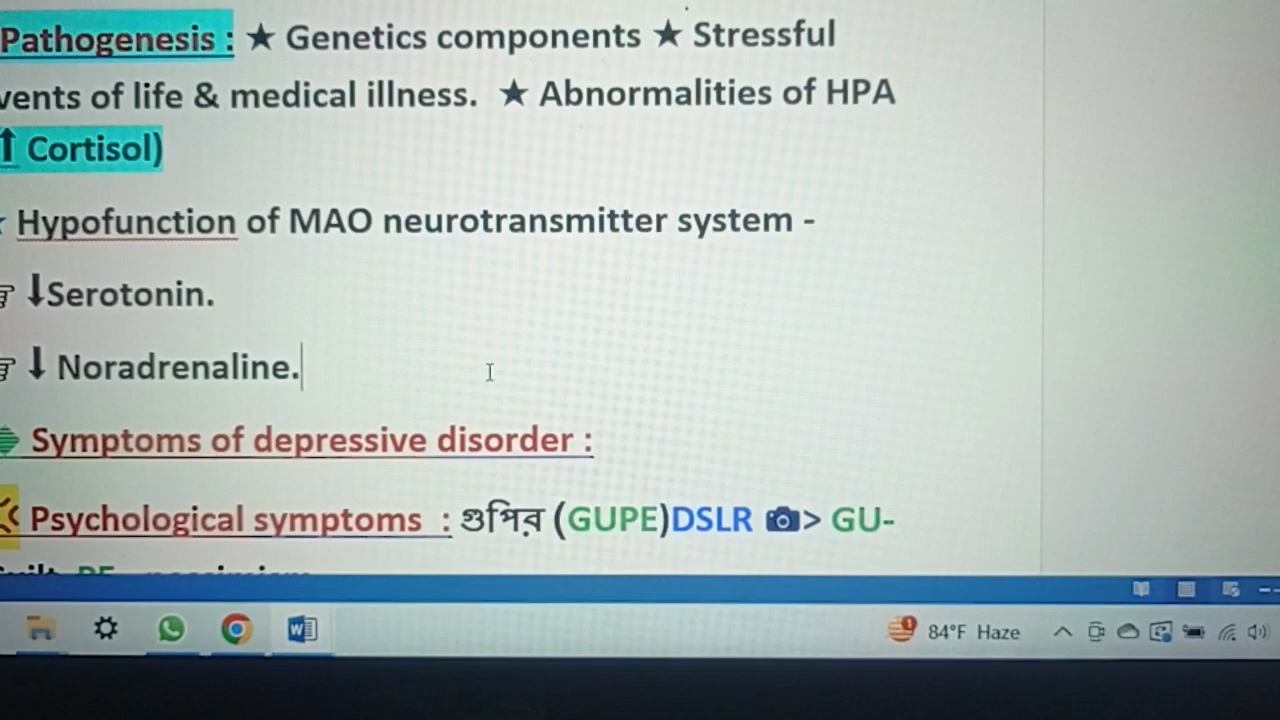 Pathogenesis : ★ Genetics components ★ Stressful
vents of life & medical illness. ★ Abnormalities of HPA
↑ Cortisol)
Hypofunction of MAO neurotransmitter system -
☞ ↓Serotonin.
☞ ↓ Noradrenaline.
Symptoms of depressive disorder :
Psychological symptoms : গুপির (GUPE)DSLR 📷> GU-
84°F Haze